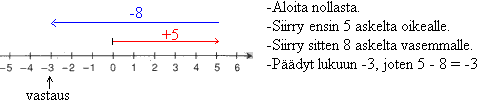 -8
+5
-5 -4 -3 -2 -1 0 1 2 3 4 5 6
vastaus
-Aloita nollasta.
-Siirry ensin 5 askelta oikealle.
-Siirry sitten 8 askelta vasemmalle.
-Päädyt lukuun -3, joten 5 - 8 = -3